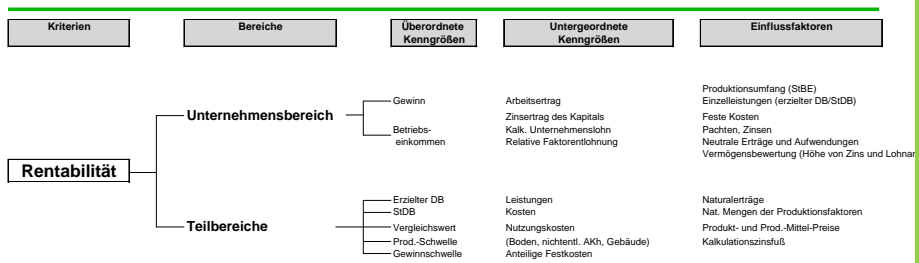 Kriterien
Bereiche
Überordnete
Kenngrößen
Untergeordnete
Kenngrößen
Einflussfaktoren
Rentabilität
Unternehmensbereich
Gewinn
Betriebs-
einkommen
Arbeitsertrag
Zinsertrag des Kapitals
Kalk. Unternehmenslohn
Relative Faktorentlohnung
Produktionsumfang (StBE)
Einzelleistungen (erzielter DB/StDB)
Feste Kosten
Pachten, Zinsen
Neutrale Erträge und Aufwendungen
Vermögensbewertung (Höhe von Zins und Lohnan
Teilbereiche
Erzielter DB
StDB
Vergleichswert
Prod.-Schwelle
Gewinnschwelle
Leistungen
Kosten
Nutzungskosten
(Boden, nichtentl. AKh, Gebäude)
Anteilige Festkosten
Naturalerträge
Nat. Mengen der Produktionsfaktoren
Produkt- und Prod.-Mittel-Preise
Kalkulationszinsfuß